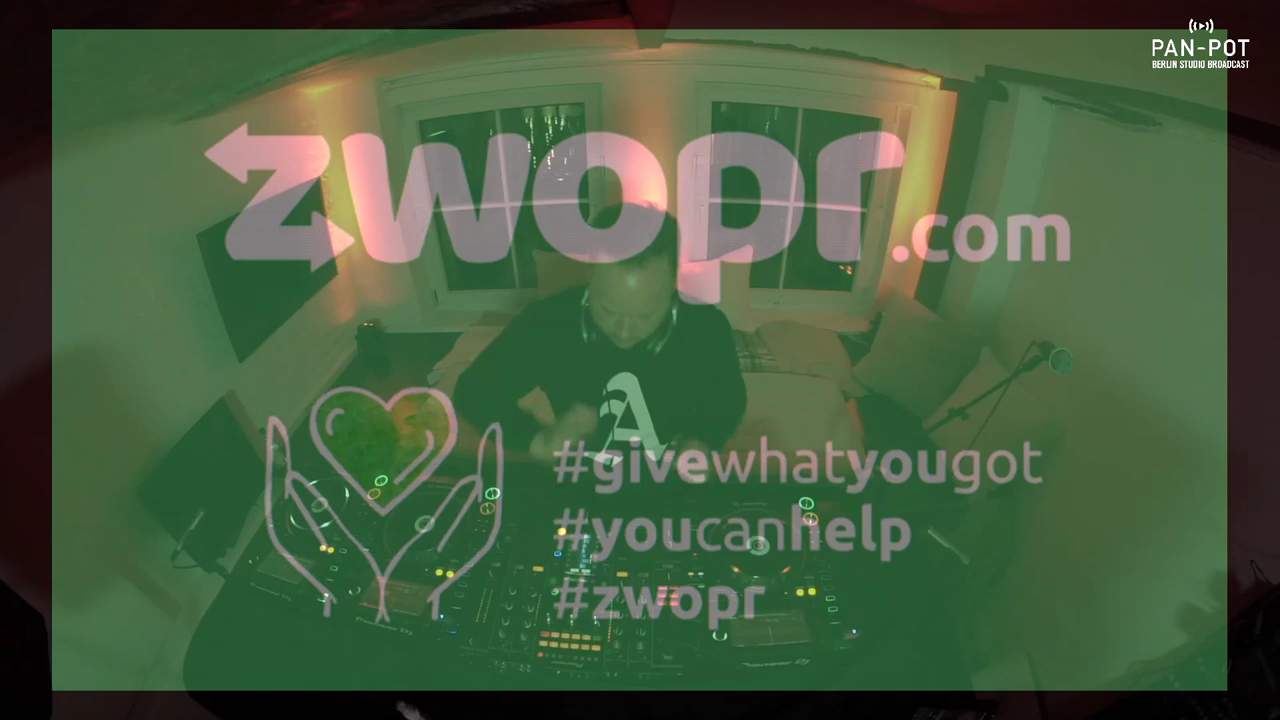 PAN-POT
BERLIN STUDIO BROADCAST
zwopr.com
A
#givewhatyougot
#youcanhelp
#zwopr